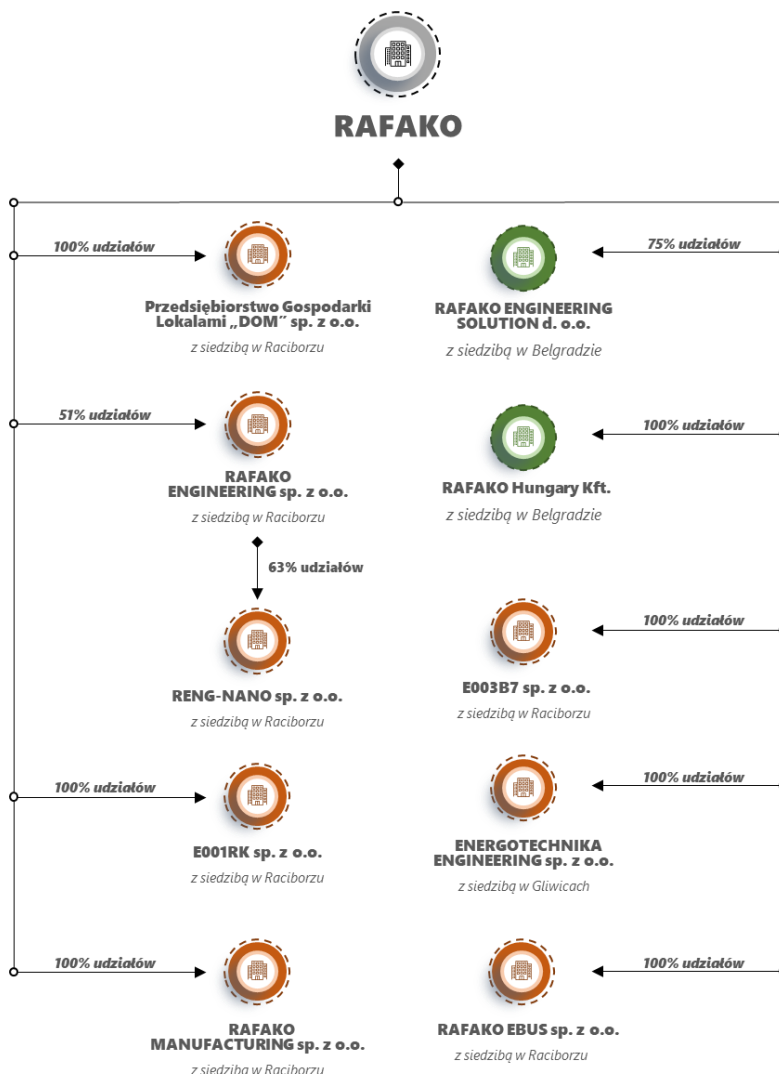 RAFAKO
100% udziałów
Przedsiębiorstwo Gospodarki
Lokalami „DOM” sp. z o.o.
z siedzibą w Raciborzu
75% udziałów
RAFAKO ENGINEERING
SOLUTION d. o.o.
z siedzibą w Belgradzie
51% udziałów
RAFAKO
ENGINEERING sp. z o.o.
z siedzibą w Raciborzu
100% udziałów
RAFAKO Hungary Kft.
z siedzibą w Belgradzie
63% udziałów
RENG-NANO sp. z o.o.
z siedzibą w Raciborzu
100% udziałów
E003B7 sp. z o.o.
z siedzibą w Raciborzu
100% udziałów
E001RK sp. z o.o.
z siedzibą w Raciborzu
100% udziałów
ENERGOTECHNIKA
ENGINEERING sp. z o.o.
z siedzibą w Gliwicach
100% udziałów
RAFAKO
MANUFACTURING sp. z o.o.
z siedzibą w Raciborzu
100% udziałów
RAFAKO EBUS sp. z o.o.
z siedzibą w Raciborzu